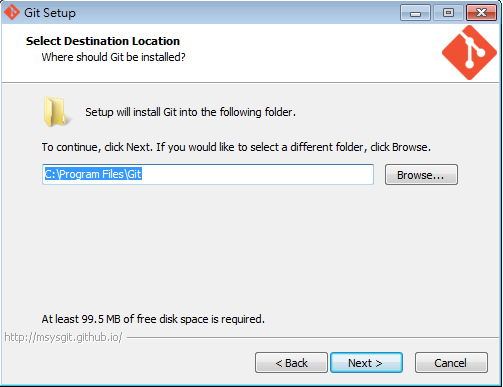 Git Setup
Select Destination Location
Where should Git be installed?
Setup will install Git into the following folder.
To continue, click Next. If you would like to select a different folder, click Browse.
C:\Program Files\Git
Browse...
At least 99.5 MB of free disk space is required.
http://msysgit.github.io/
< Back
Next >
Cancel